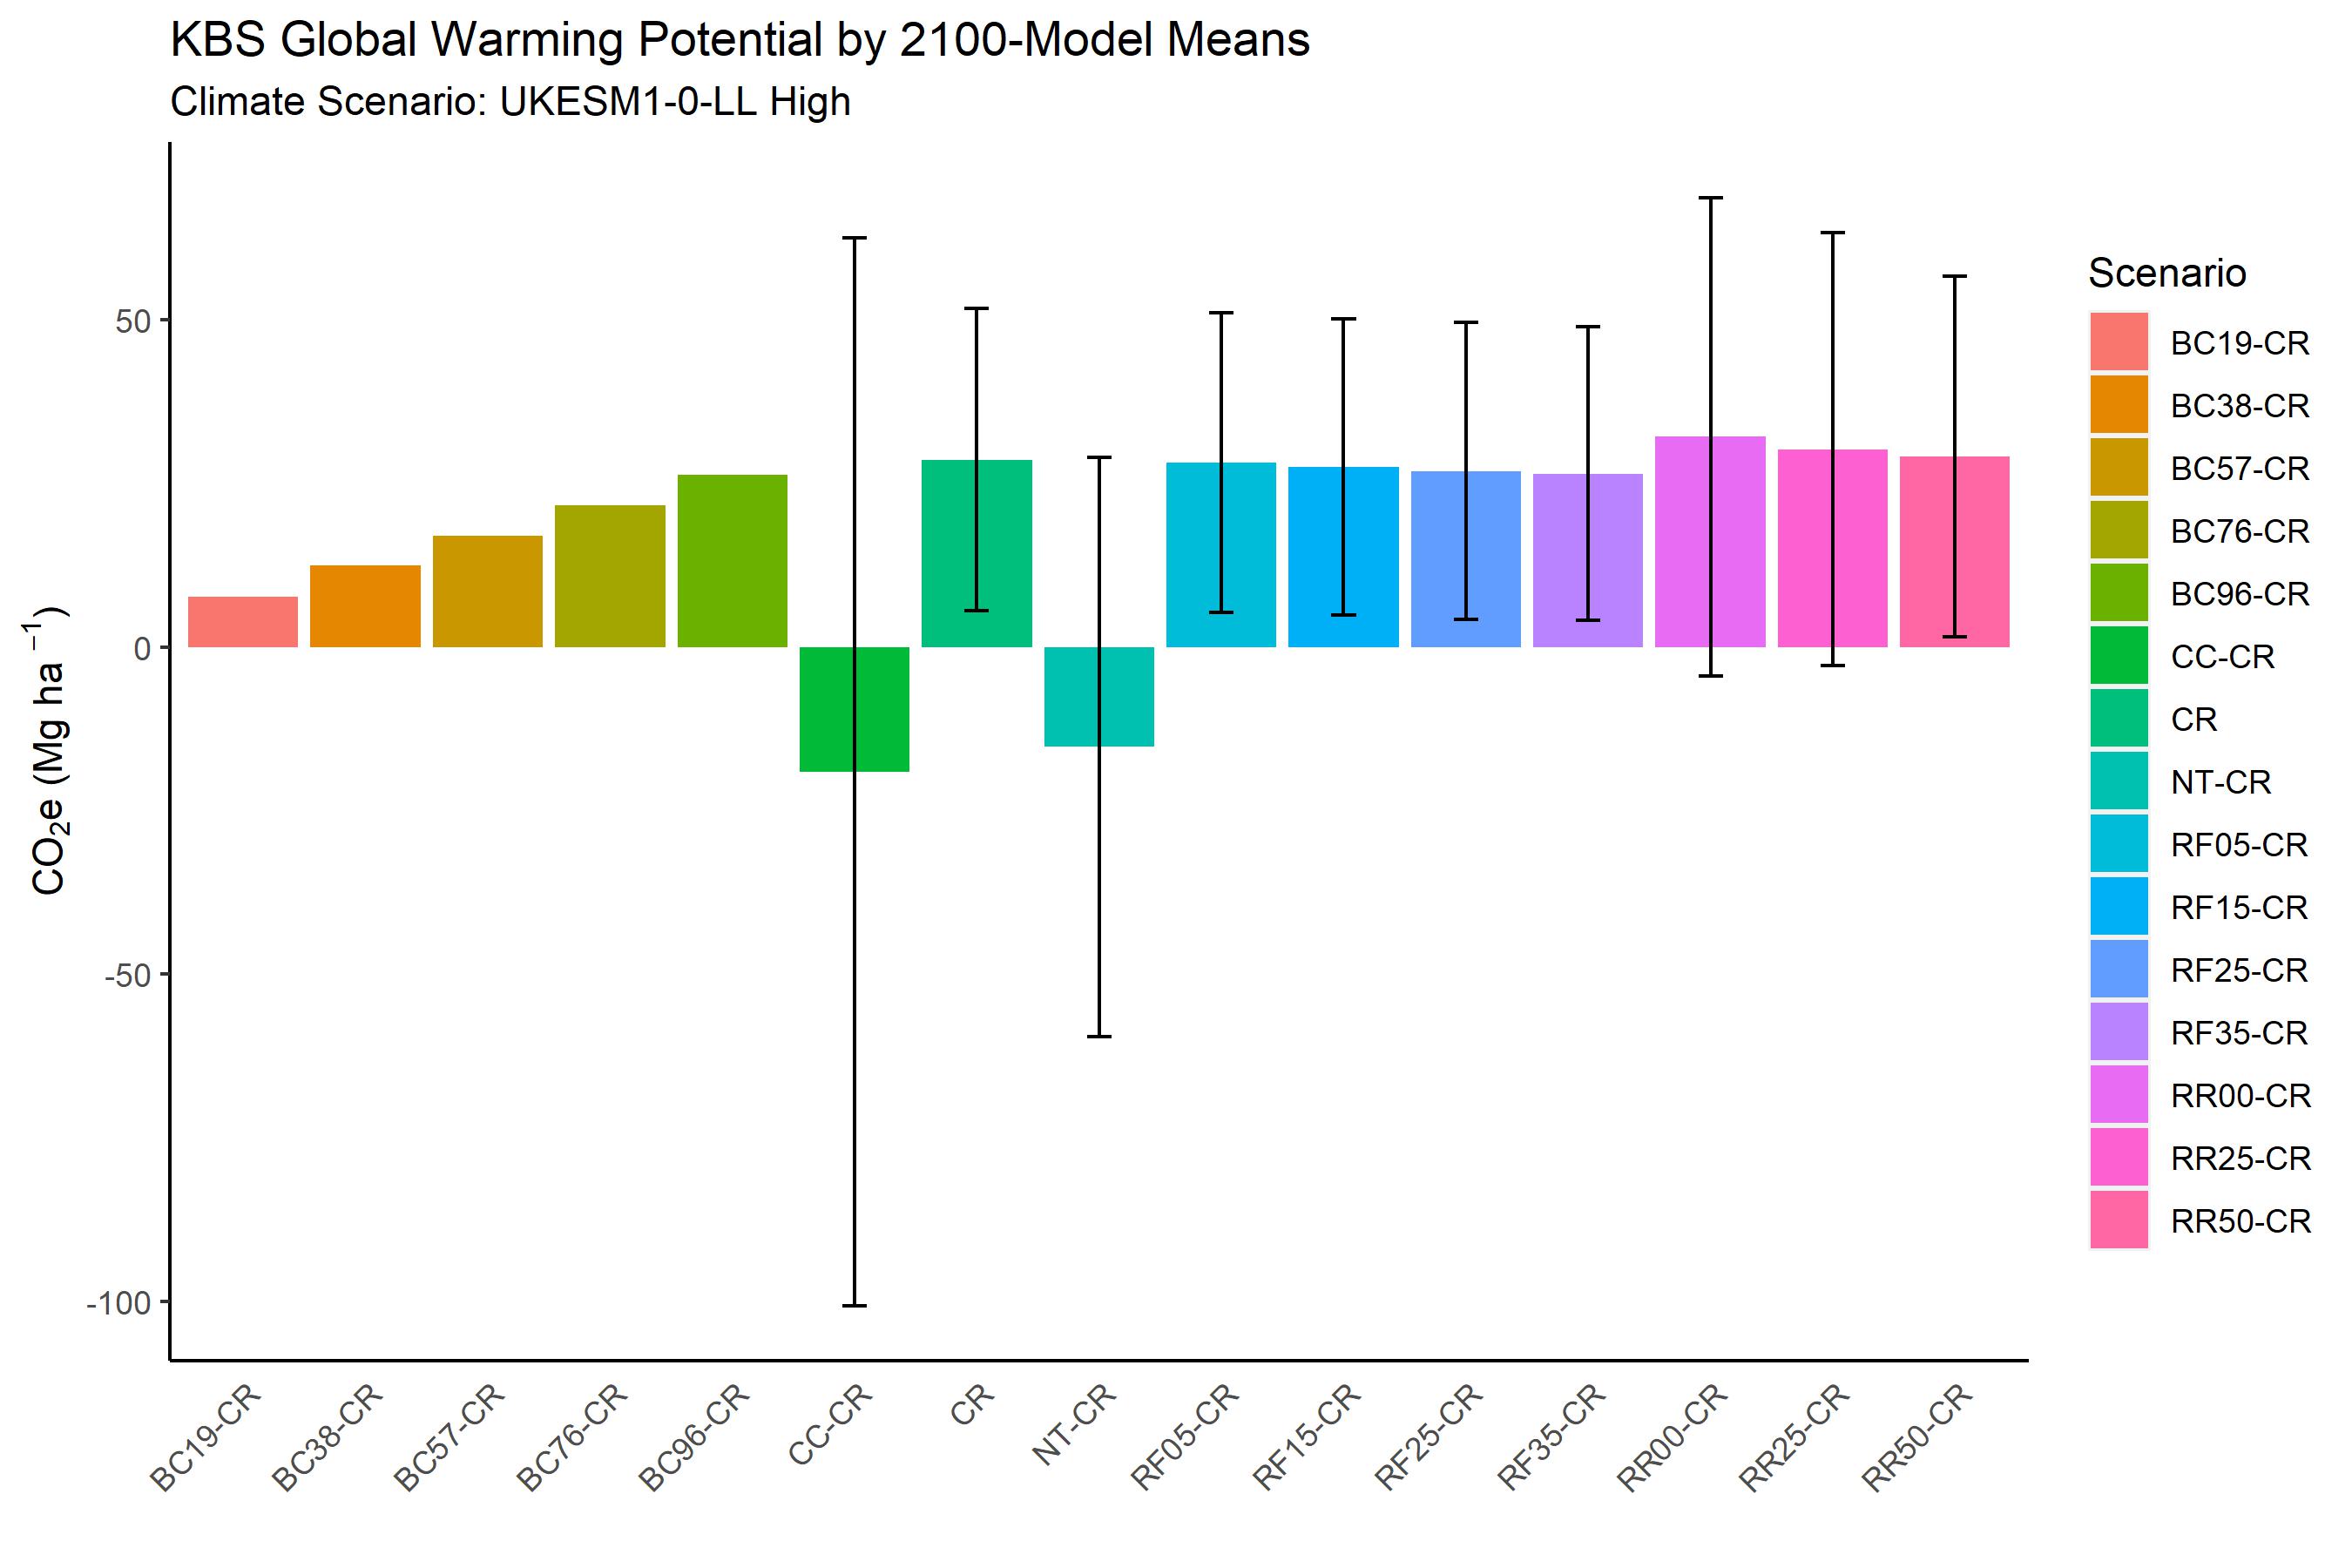 KBS Global Warming Potential by 2100-Model Means
Climate Scenario: UKESM1-0-LL High
CO₂e (Mg ha ⁻¹)
50
0
-50
-100
BC19-CR
BC38-CR
BC57-CR
BC76-CR
BC96-CR
CC-CR
CR
NT-CR
RF05-CR
RF15-CR
RF25-CR
RF35-CR
RR00-CR
RR25-CR
RR50-CR
Scenario
BC19-CR
BC38-CR
BC57-CR
BC76-CR
BC96-CR
CC-CR
CR
NT-CR
RF05-CR
RF15-CR
RF25-CR
RF35-CR
RR00-CR
RR25-CR
RR50-CR